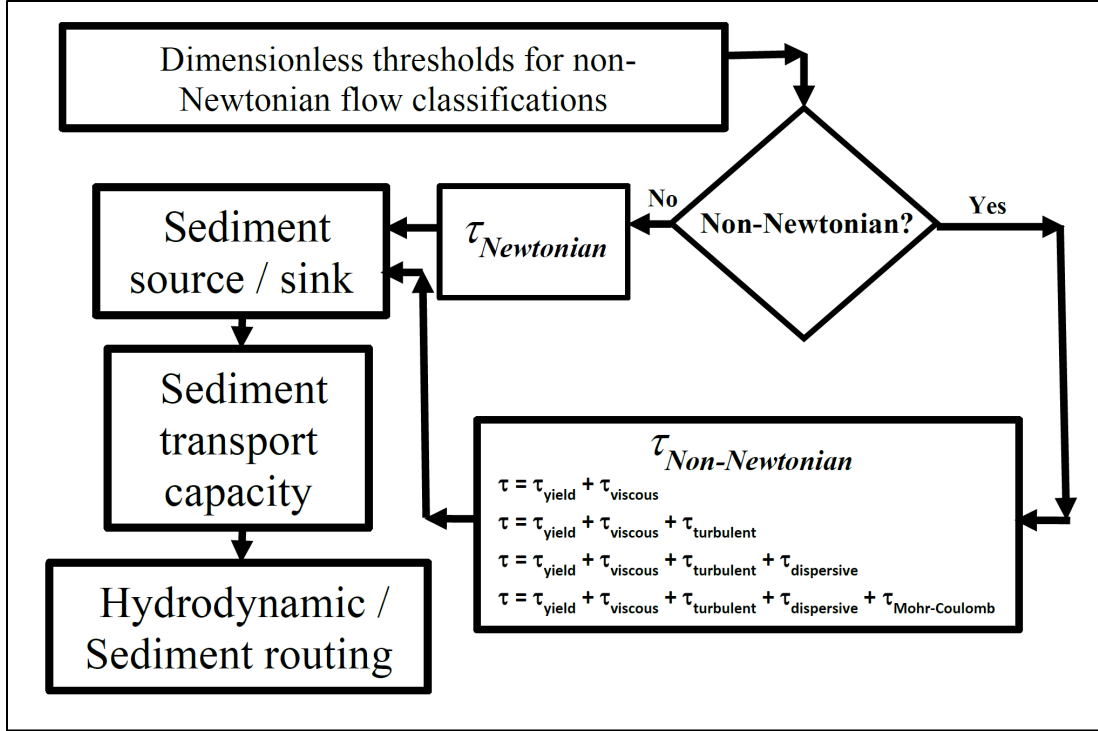 Dimensionless thresholds for non-
Newtonian flow classifications
Non-Newtonian?
No
Yes
τNewtonian
Sediment
source / sink
Sediment
transport
capacity
Hydrodynamic /
Sediment routing
τNon-Newtonian
τ = τyield + τviscous
τ = τyield + τviscous + τturbulent
τ = τyield + τviscous + τturbulent + τdispersive
τ = τyield + τviscous + τturbulent + τdispersive + τMohr-Coulomb